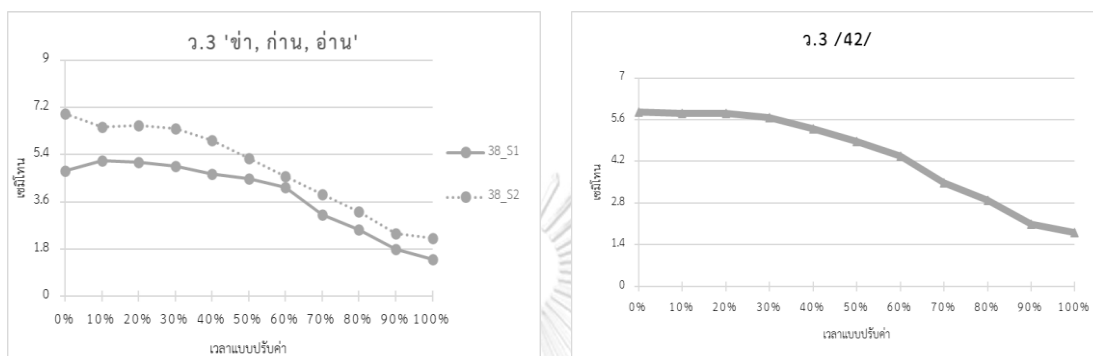 ว.3 'ข่า, ก่าน, อ่าน'
9
7.2
5.4
3.6
1.8
0
เซมิโทน
0% 10% 20% 30% 40% 50% 60% 70% 80% 90% 100%
เวลาแบบปรับค่า
38_S1
38_S2
ว.3 /42/
7
5.6
4.2
2.8
1.4
0
เซมิโทน
0% 10% 20% 30% 40% 50% 60% 70% 80% 90% 100%
เวลาแบบปรับค่า